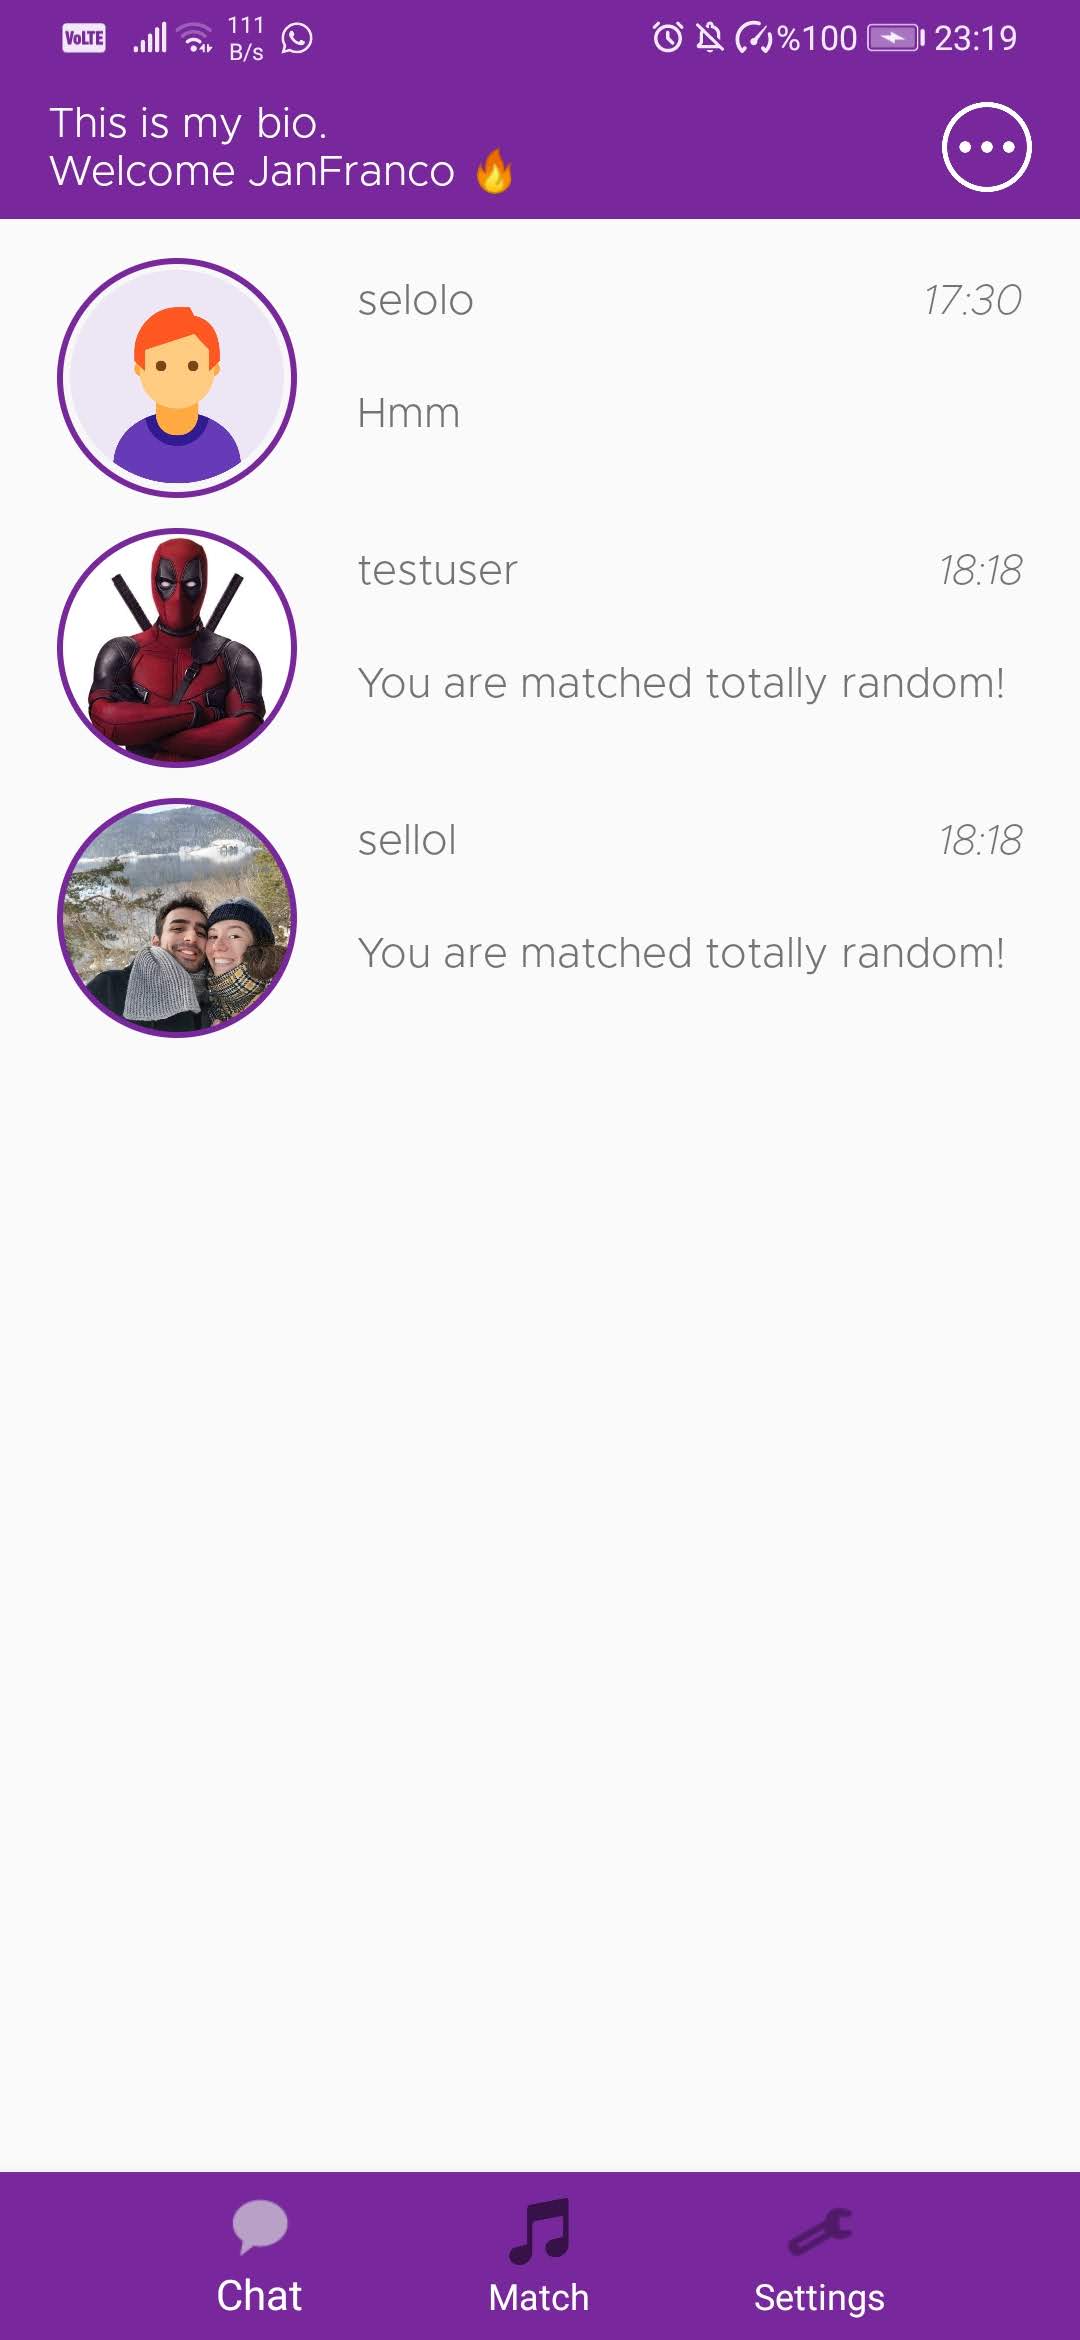 VoLTE 111 B/s %100 23:19
This is my bio.
Welcome JanFranco 🔥
selolo 17:30
Hmm
testuser 18:18
You are matched totally random!
sellol 18:18
You are matched totally random!
Chat Match Settings